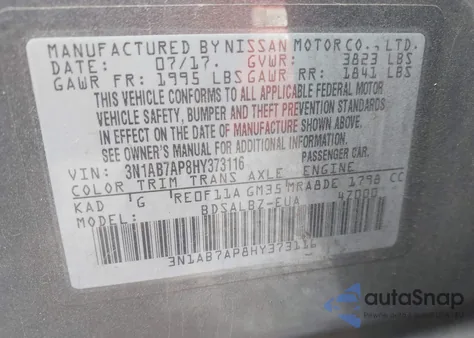 MANUFACTURED BY NISSAN MOTOR CO., LTD.
DATE: 07/17. GVWR: 3823 LBS
GAWR FR: 1995 LBS GAWR RR: 1841 LBS
THIS VEHICLE CONFORMS TO ALL APPLICABLE FEDERAL MOTOR
VEHICLE SAFETY, BUMPER AND THEFT PREVENTION STANDARDS
IN EFFECT ON THE DATE OF MANUFACTURE SHOWN ABOVE.
SEE OWNER'S MANUAL FOR ADDITIONAL INFORMATION
VIN: 3N1AB7AP8HY373116 PASSENGER CAR.
COLOR TRIM TRANS AXLE ENGINE
KAD G RE0F11A GM35 MRA8DE 1798 CC
BDSALB7-EUA 47080
3N1AB7AP8HY373116
autoSnap